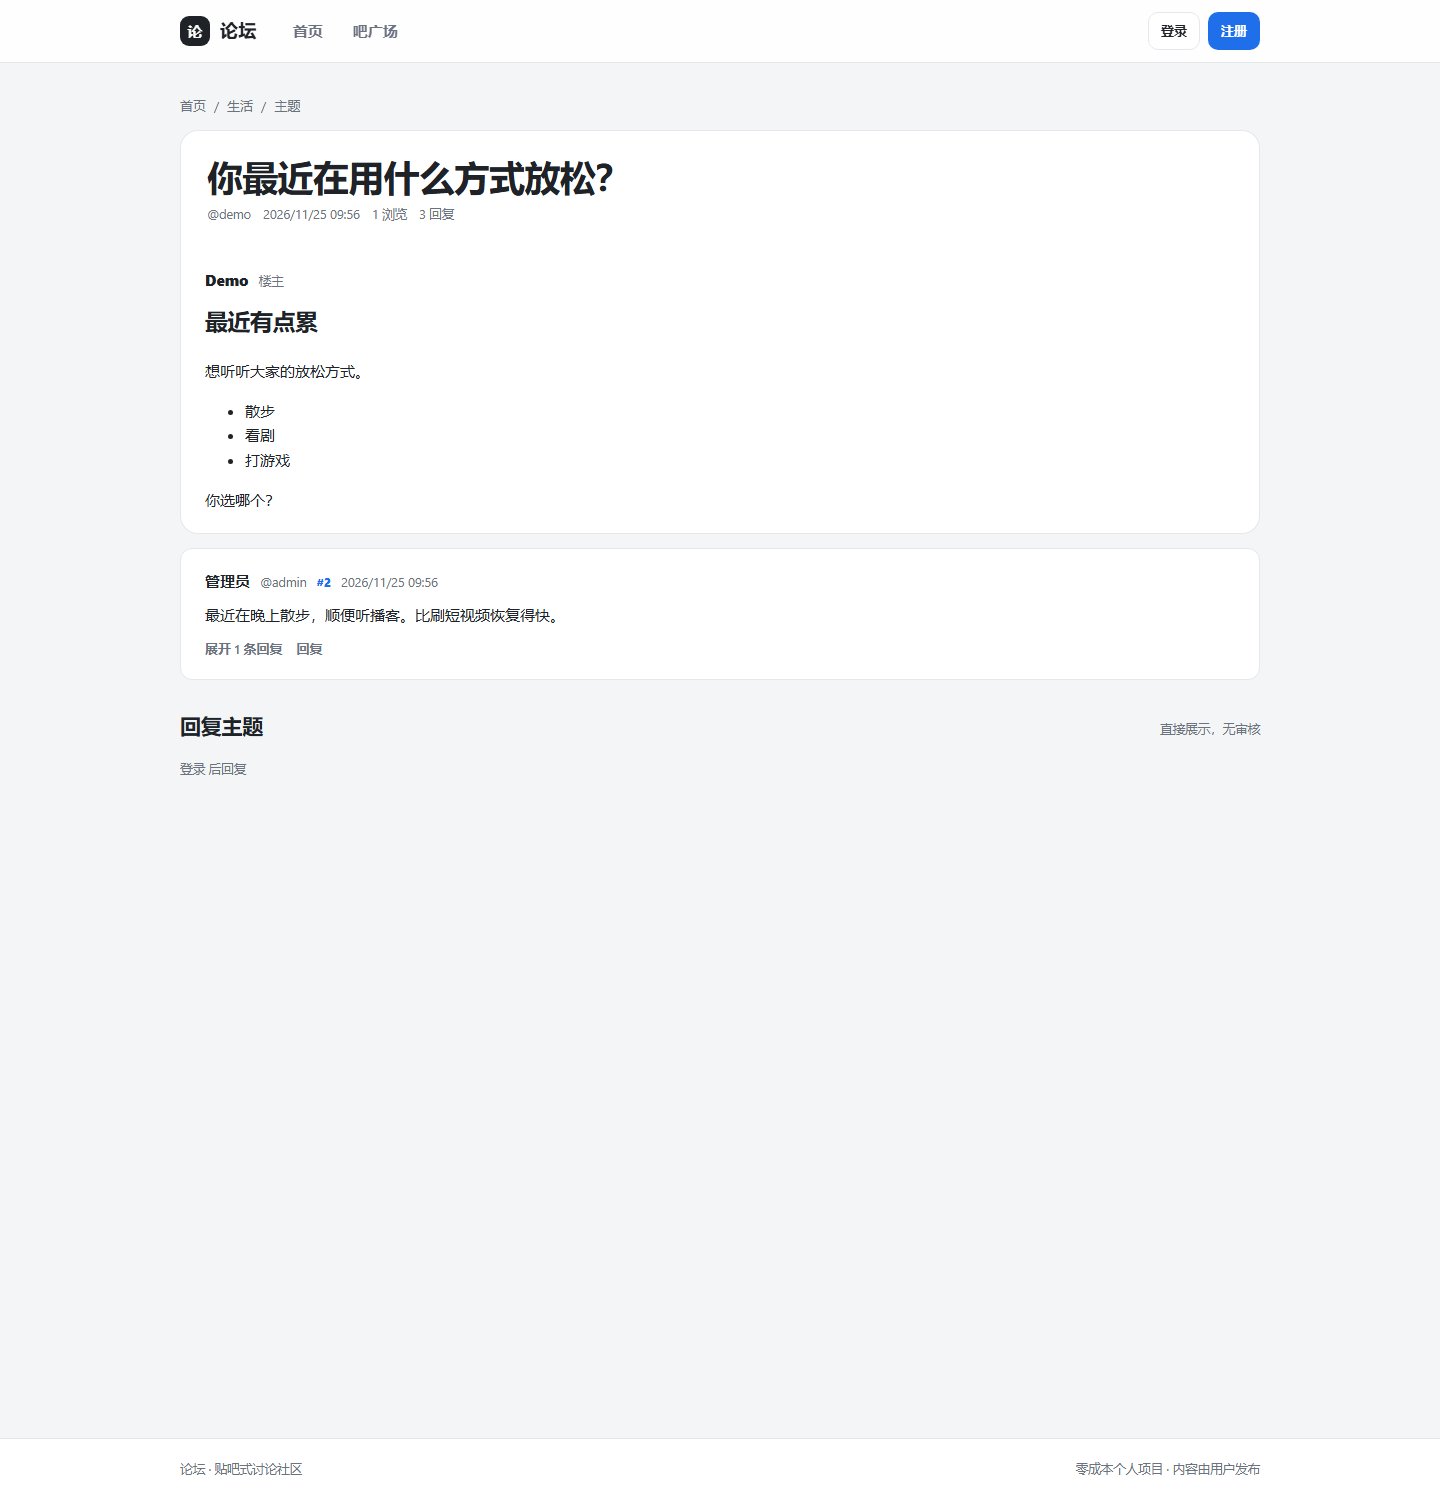 论 论坛 首页 吧广场 登录 注册
首页 / 生活 / 主题
你最近在用什么方式放松？
@demo 2026/11/25 09:56 1 浏览 3 回复
Demo 楼主
最近有点累
想听听大家的放松方式。
• 散步
• 看剧
• 打游戏
你选哪个？
管理员 @admin #2 2026/11/25 09:56
最近在晚上散步，顺便听播客。比刷短视频恢复得快。
展开 1 条回复 回复
回复主题 直接展示，无审核
登录 后回复
论坛 · 贴吧式讨论社区 零成本个人项目 · 内容由用户发布